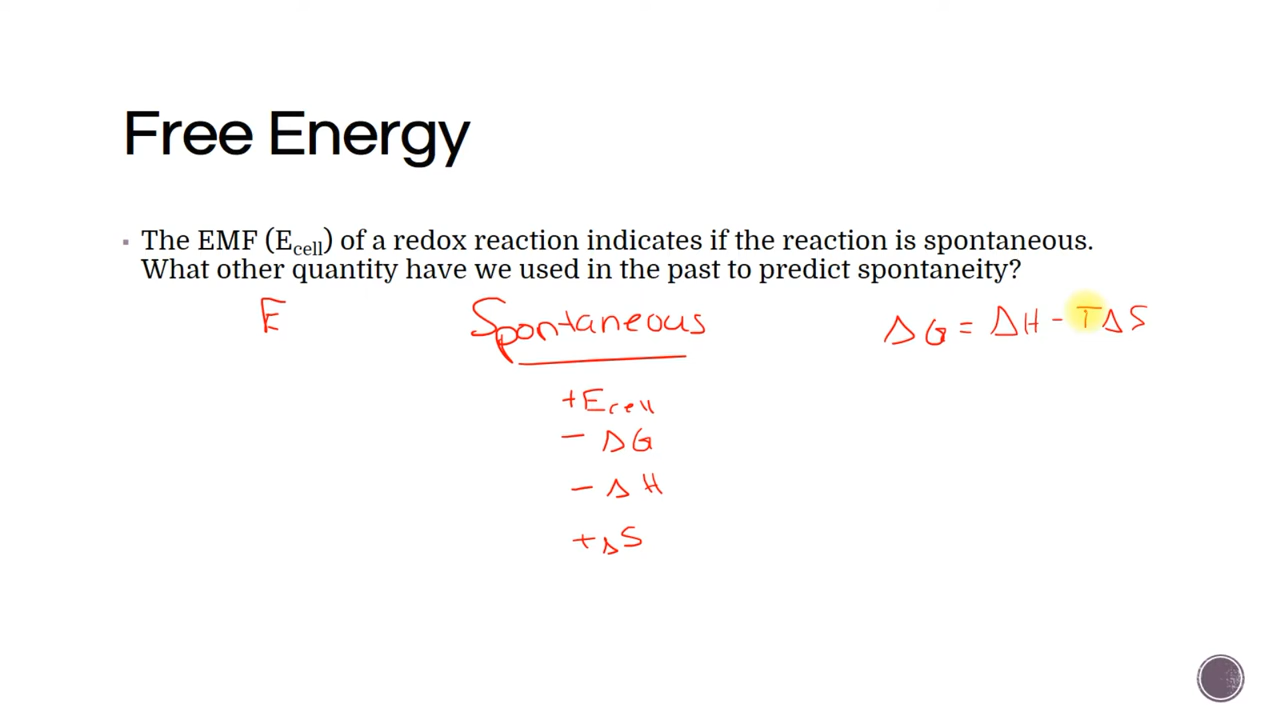 Free Energy
▪ The EMF (Ecell) of a redox reaction indicates if the reaction is spontaneous.
What other quantity have we used in the past to predict spontaneity?
E
Spontaneous
ΔG = ΔH - TΔS
+Ecell
- ΔG
- ΔH
+ΔS